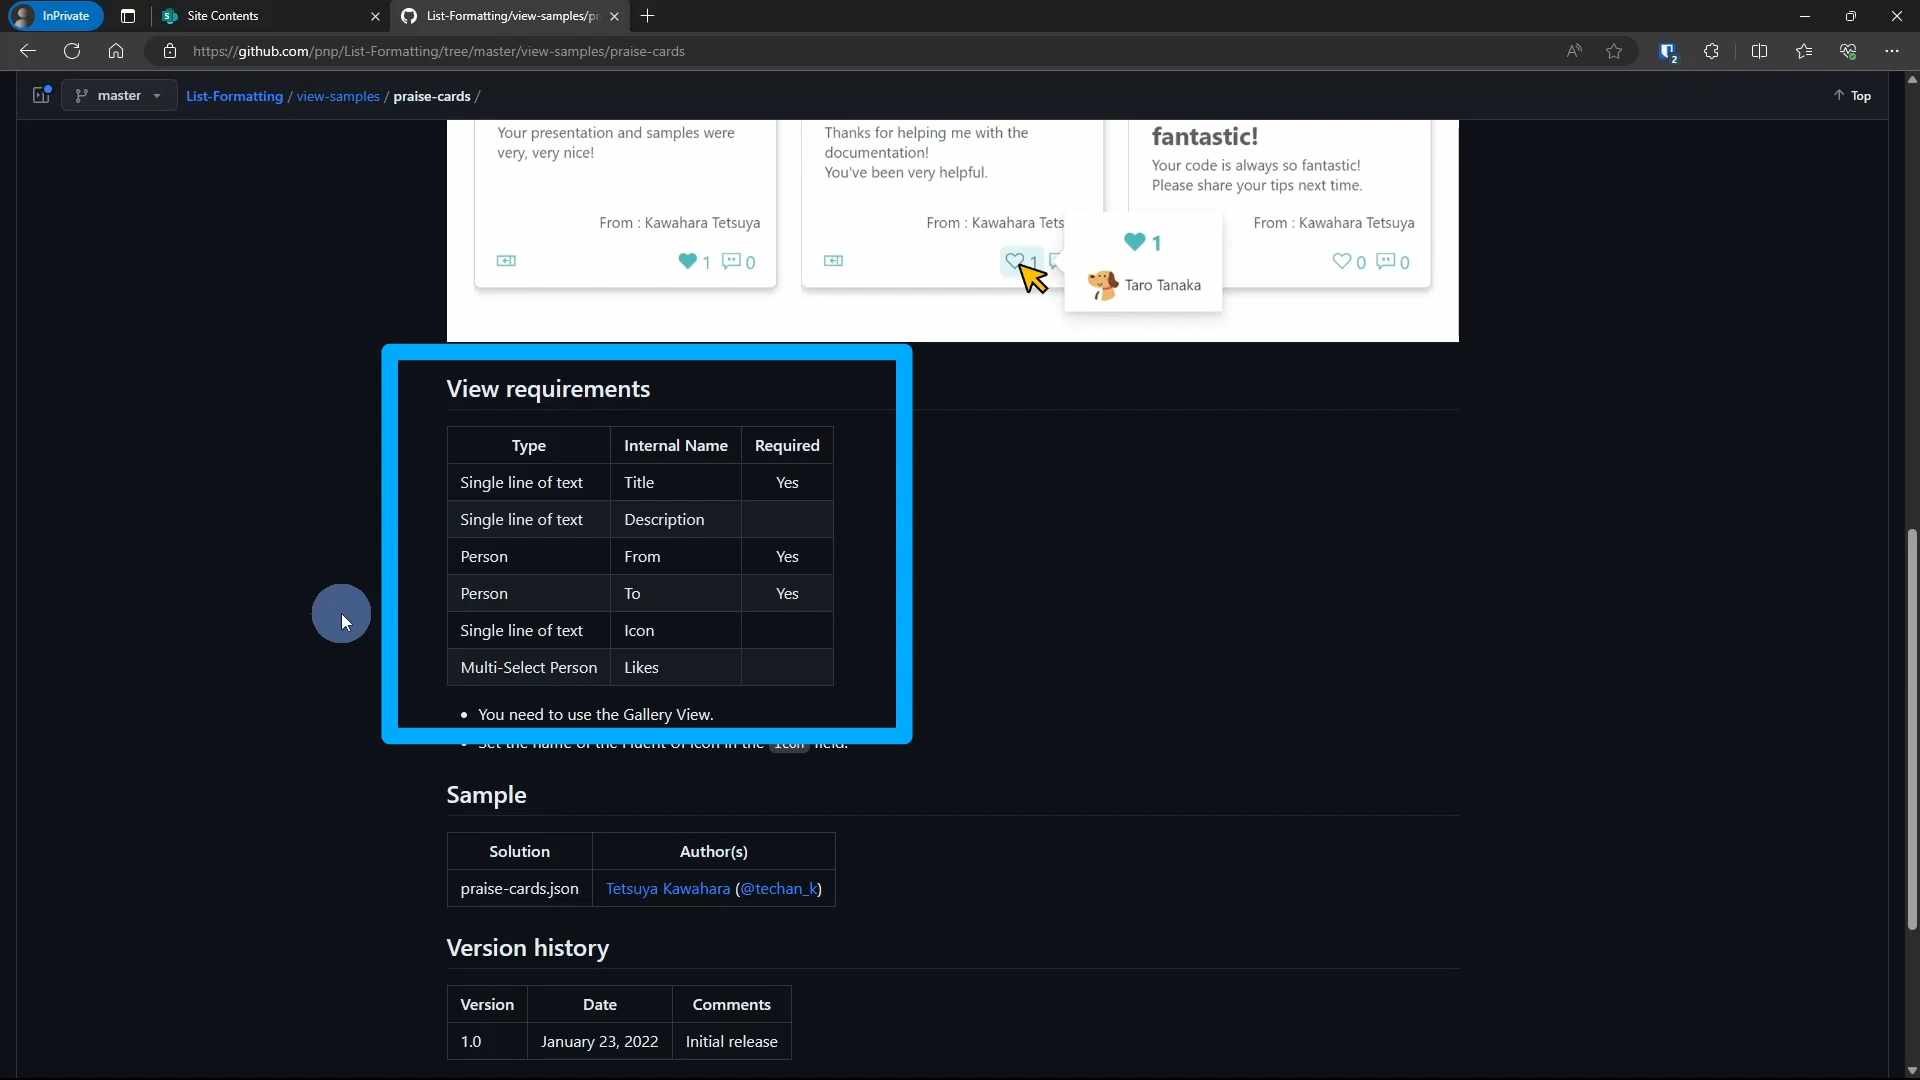 InPrivate
Site Contents
List-Formatting/view-samples/pr
https://github.com/pnp/List-Formatting/tree/master/view-samples/praise-cards
2
master
List-Formatting / view-samples / praise-cards /
Top
Your presentation and samples were
very, very nice!
From : Kawahara Tetsuya
1 0
Thanks for helping me with the
documentation!
You've been very helpful.
From : Kawahara Tets
1
1
Taro Tanaka
fantastic!
Your code is always so fantastic!
Please share your tips next time.
From : Kawahara Tetsuya
0 0
View requirements
Type Internal Name Required
Single line of text Title Yes
Single line of text Description
Person From Yes
Person To Yes
Single line of text Icon
Multi-Select Person Likes
• You need to use the Gallery View.
Sample
Solution Author(s)
praise-cards.json Tetsuya Kawahara (@techan_k)
Version history
Version Date Comments
1.0 January 23, 2022 Initial release